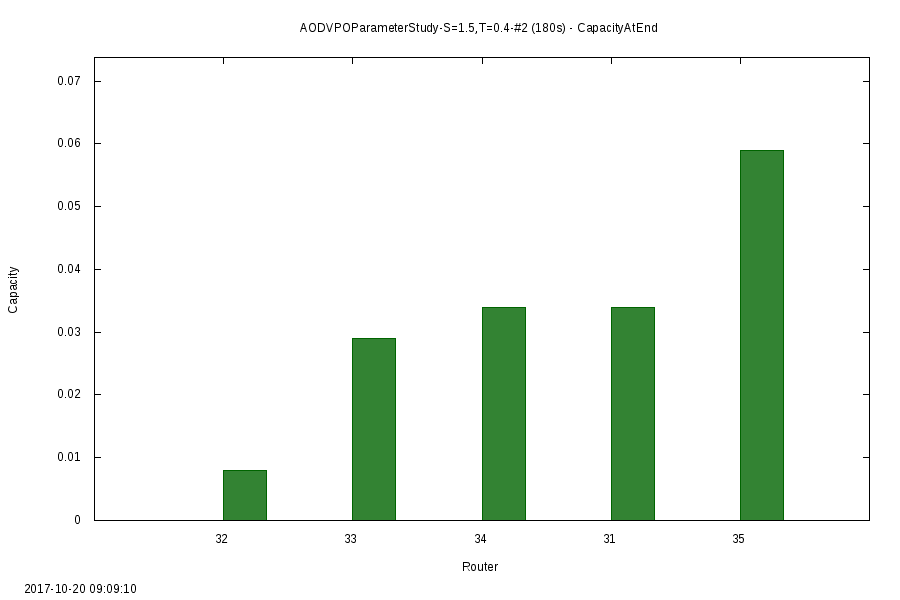 AODVPOParameterStudy-S=1.5,T=0.4-#2 (180s) - CapacityAtEnd
0.07
0.06
0.05
0.04
0.03
0.02
0.01
0
Capacity
32 33 34 31 35
Router
2017-10-20 09:09:10